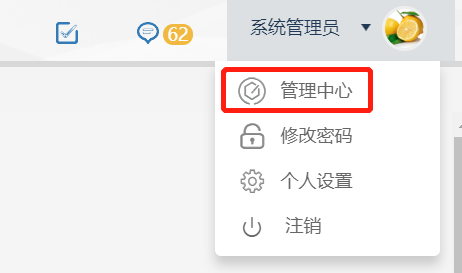 62
系统管理员
管理中心
修改密码
个人设置
注销